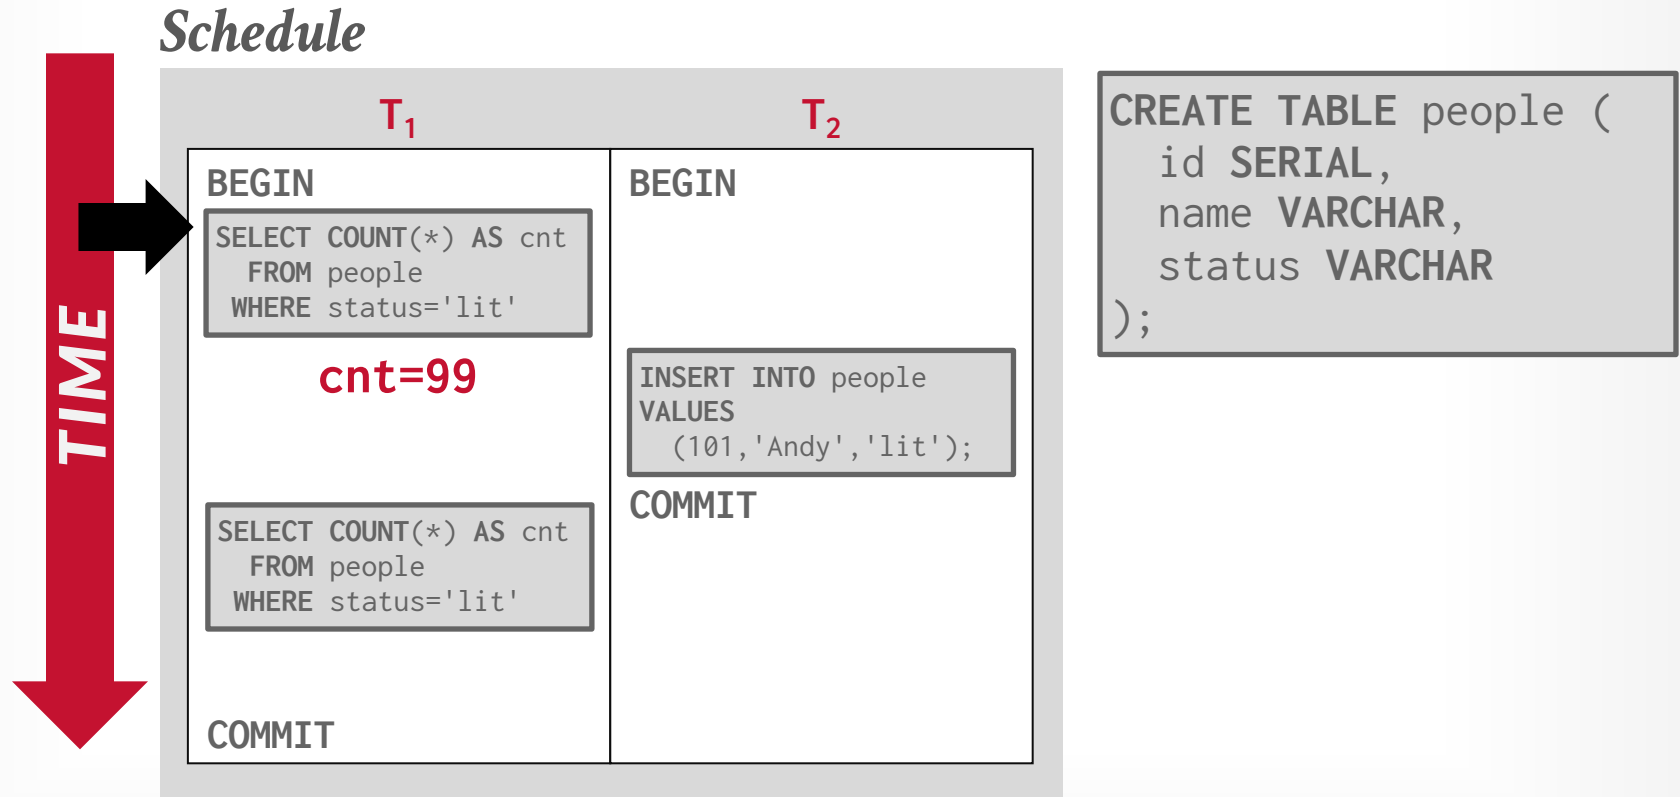 Schedule
TIME
T1
T2
BEGIN
SELECT COUNT(*) AS cnt
FROM people
WHERE status='lit'
cnt=99
SELECT COUNT(*) AS cnt
FROM people
WHERE status='lit'
COMMIT
BEGIN
INSERT INTO people
VALUES
(101,'Andy','lit');
COMMIT
CREATE TABLE people (
id SERIAL,
name VARCHAR,
status VARCHAR
);